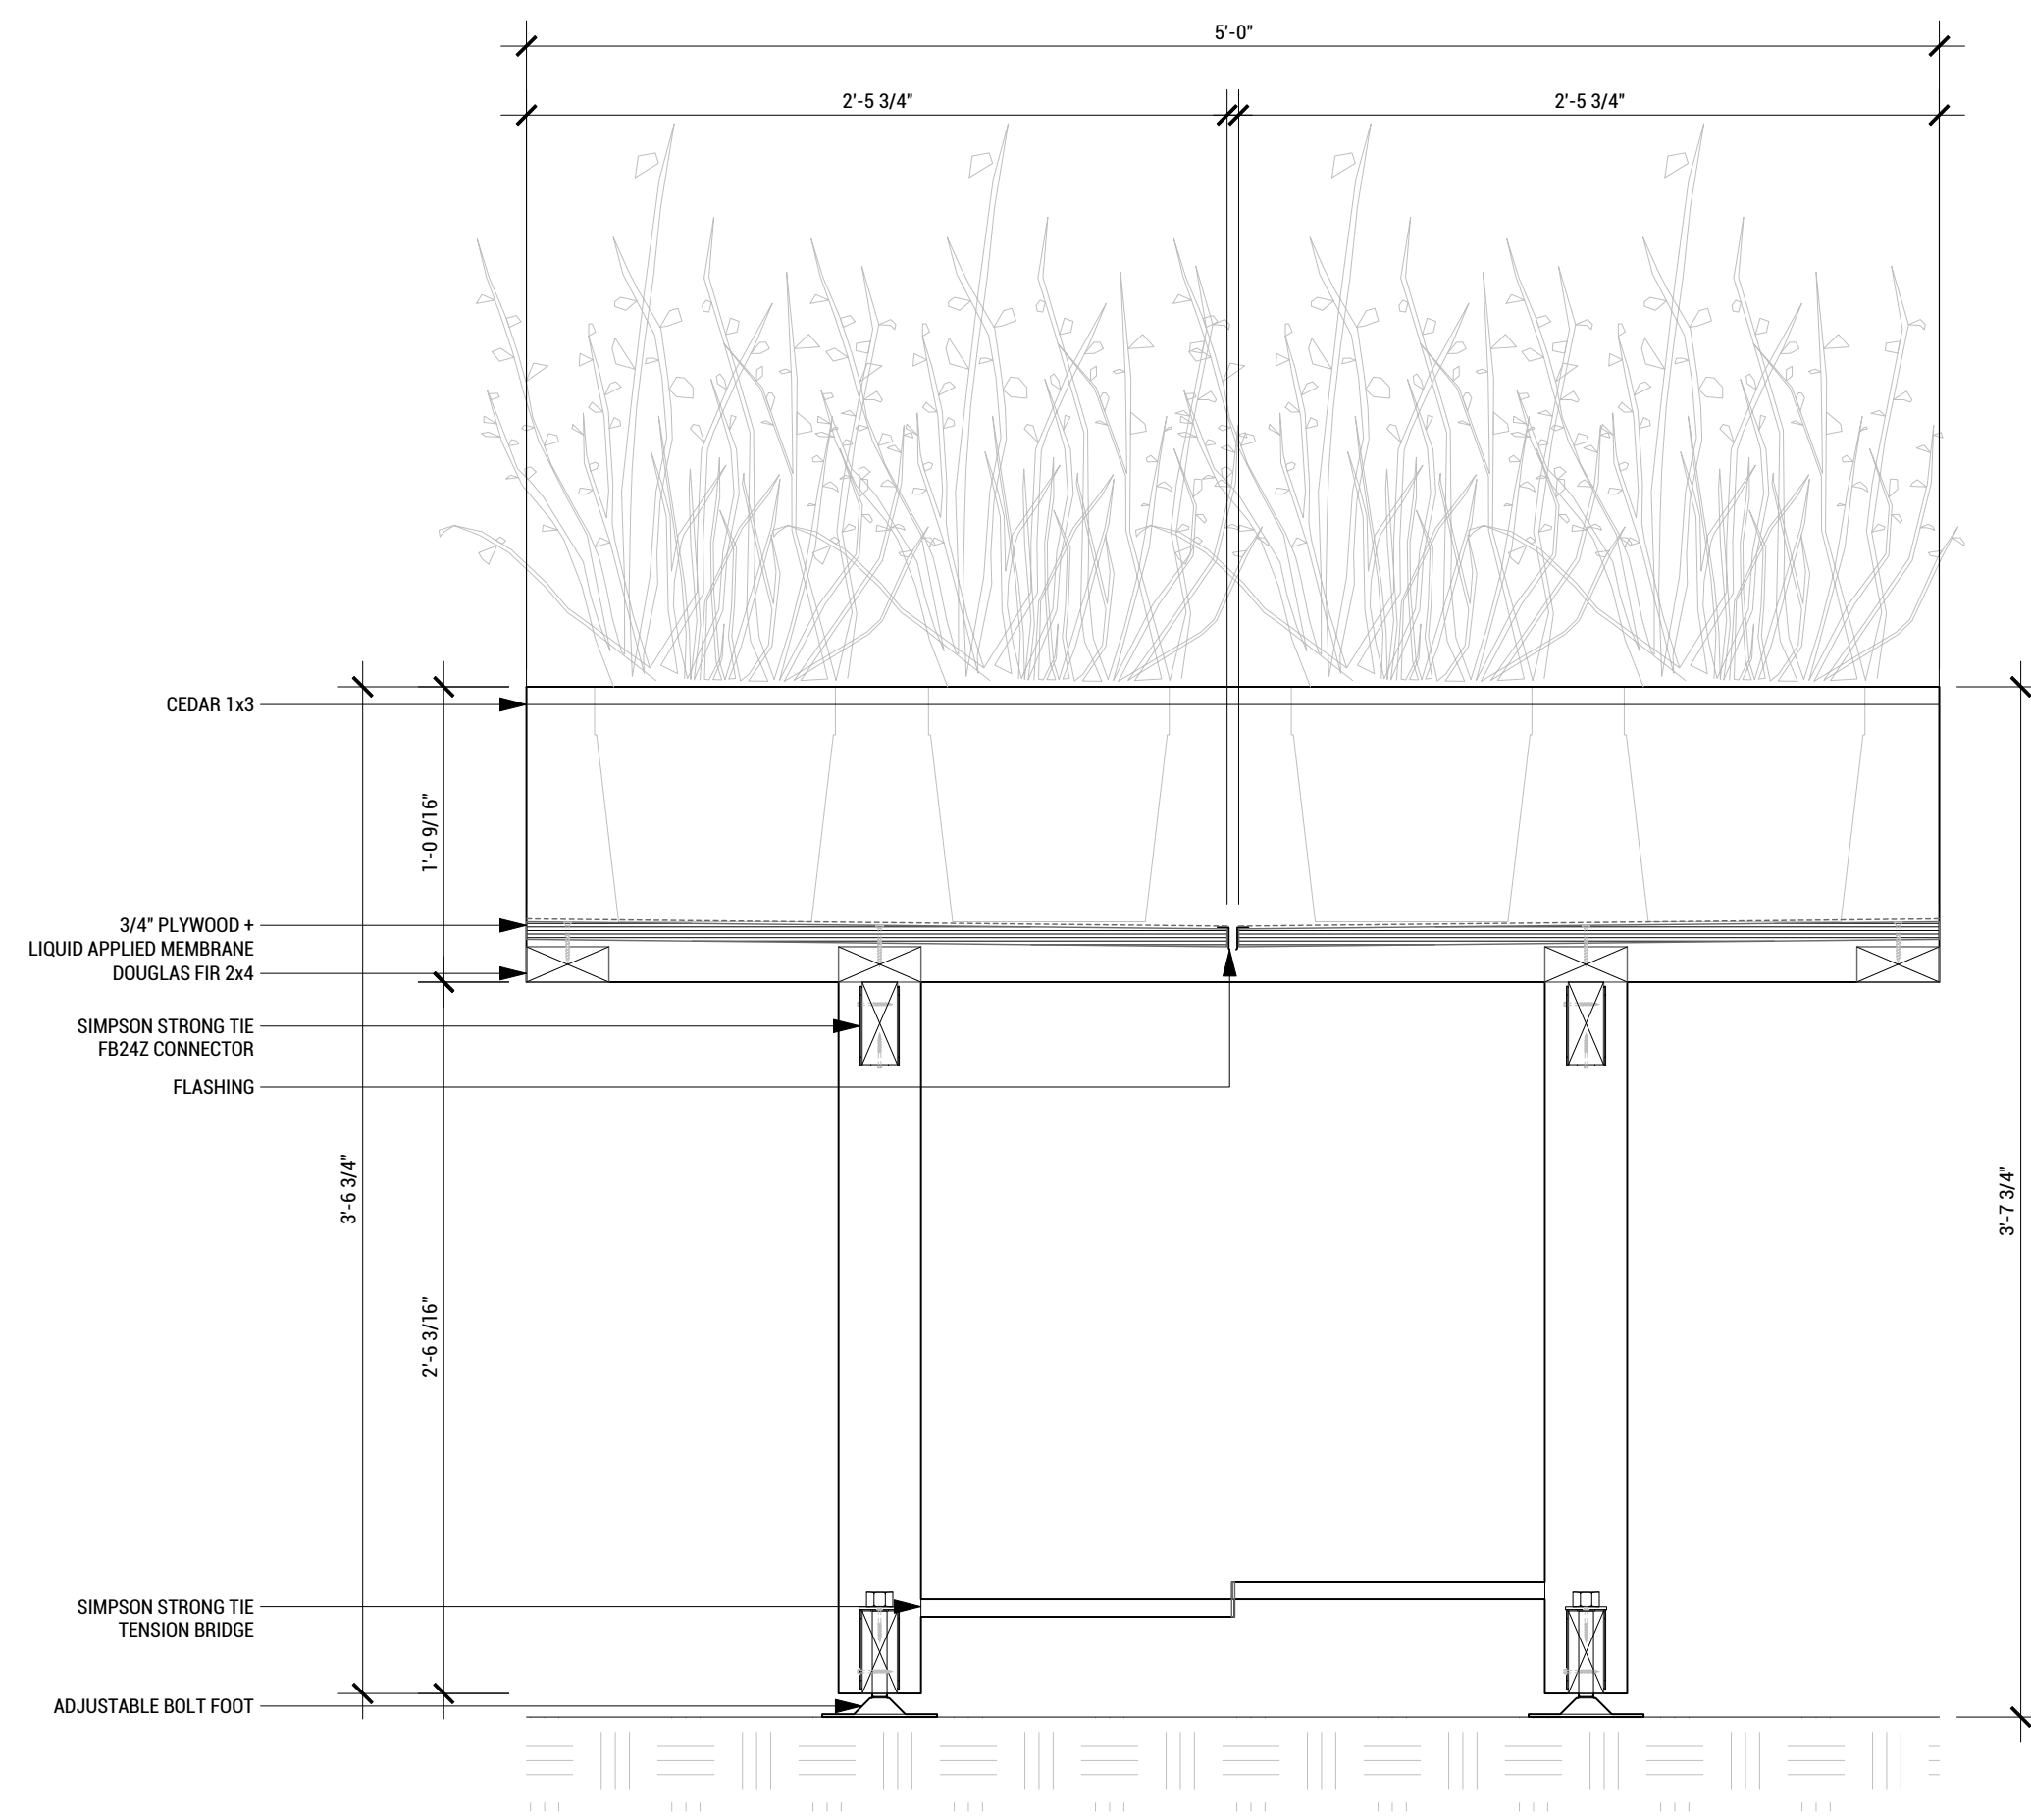 5'-0"
2'-5 3/4"
2'-5 3/4"
CEDAR 1x3
1'-0 9/16"
3/4" PLYWOOD +
LIQUID APPLIED MEMBRANE
DOUGLAS FIR 2x4
SIMPSON STRONG TIE
FB24Z CONNECTOR
FLASHING
3'-6 3/4"
3'-7 3/4"
2'-6 3/16"
SIMPSON STRONG TIE
TENSION BRIDGE
ADJUSTABLE BOLT FOOT